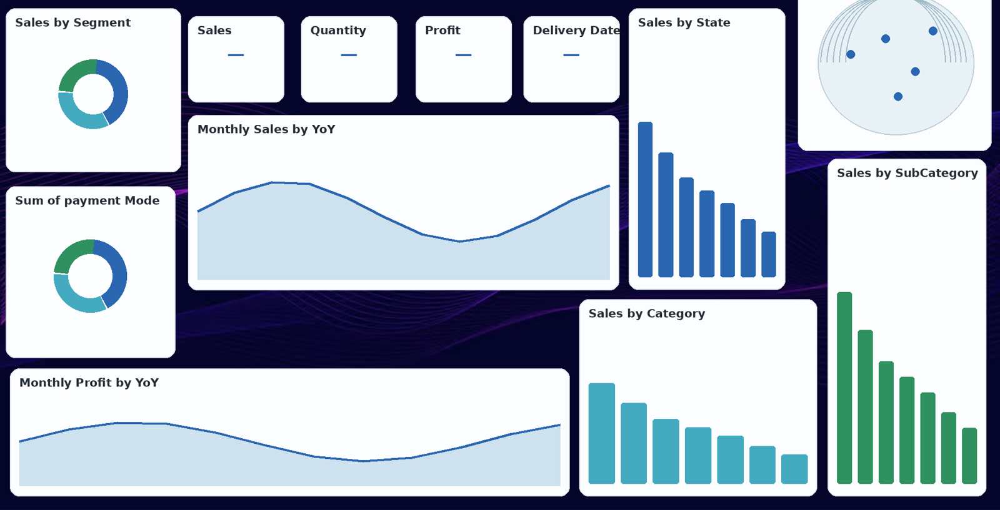 Sales by Segment
Sales
Quantity
Profit
Delivery Date
Sales by State
Monthly Sales by YoY
Sales by SubCategory
Sum of payment Mode
Sales by Category
Monthly Profit by YoY